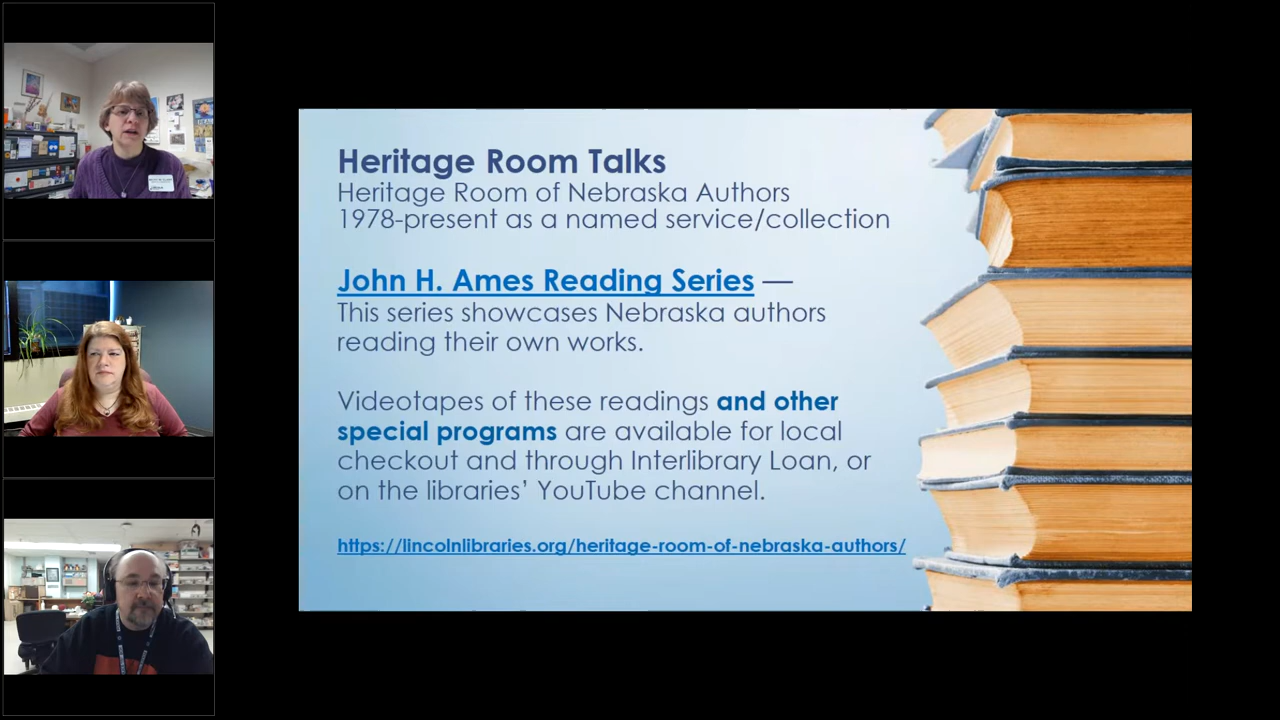 Heritage Room Talks
Heritage Room of Nebraska Authors
1978-present as a named service/collection
John H. Ames Reading Series —
This series showcases Nebraska authors
reading their own works.
Videotapes of these readings and other
special programs are available for local
checkout and through Interlibrary Loan, or
on the libraries’ YouTube channel.
https://lincolnlibraries.org/heritage-room-of-nebraska-authors/